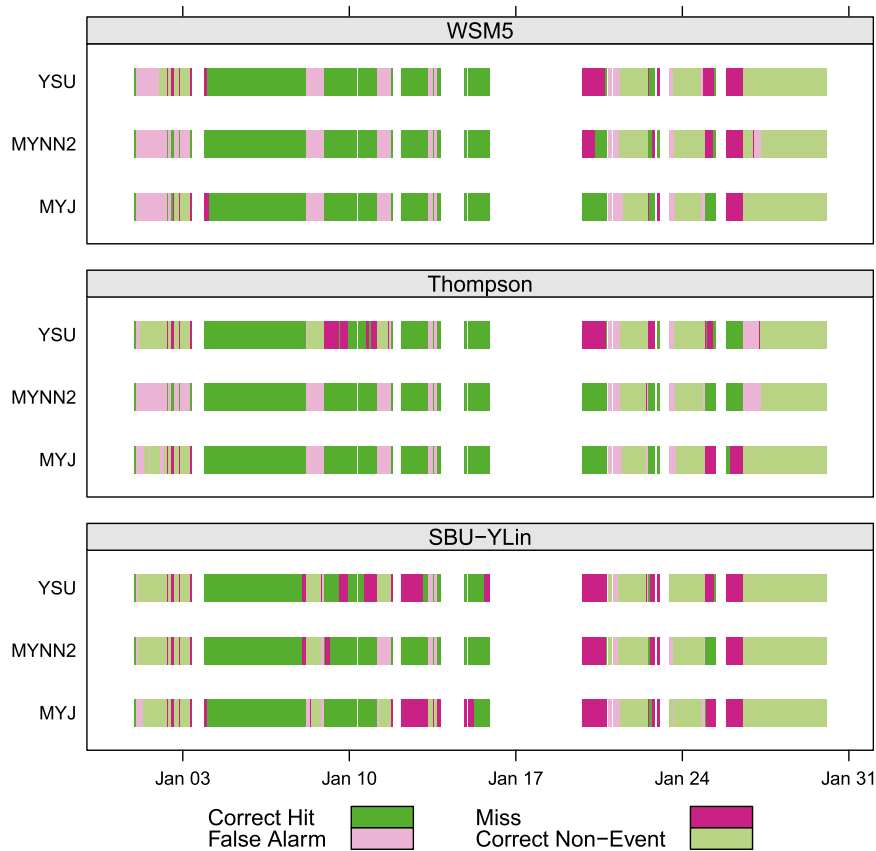 WSM5
YSU
MYNN2
MYJ
Thompson
YSU
MYNN2
MYJ
SBU−YLin
YSU
MYNN2
MYJ
Jan 03 Jan 10 Jan 17 Jan 24 Jan 31
Correct Hit Miss
False Alarm Correct Non−Event